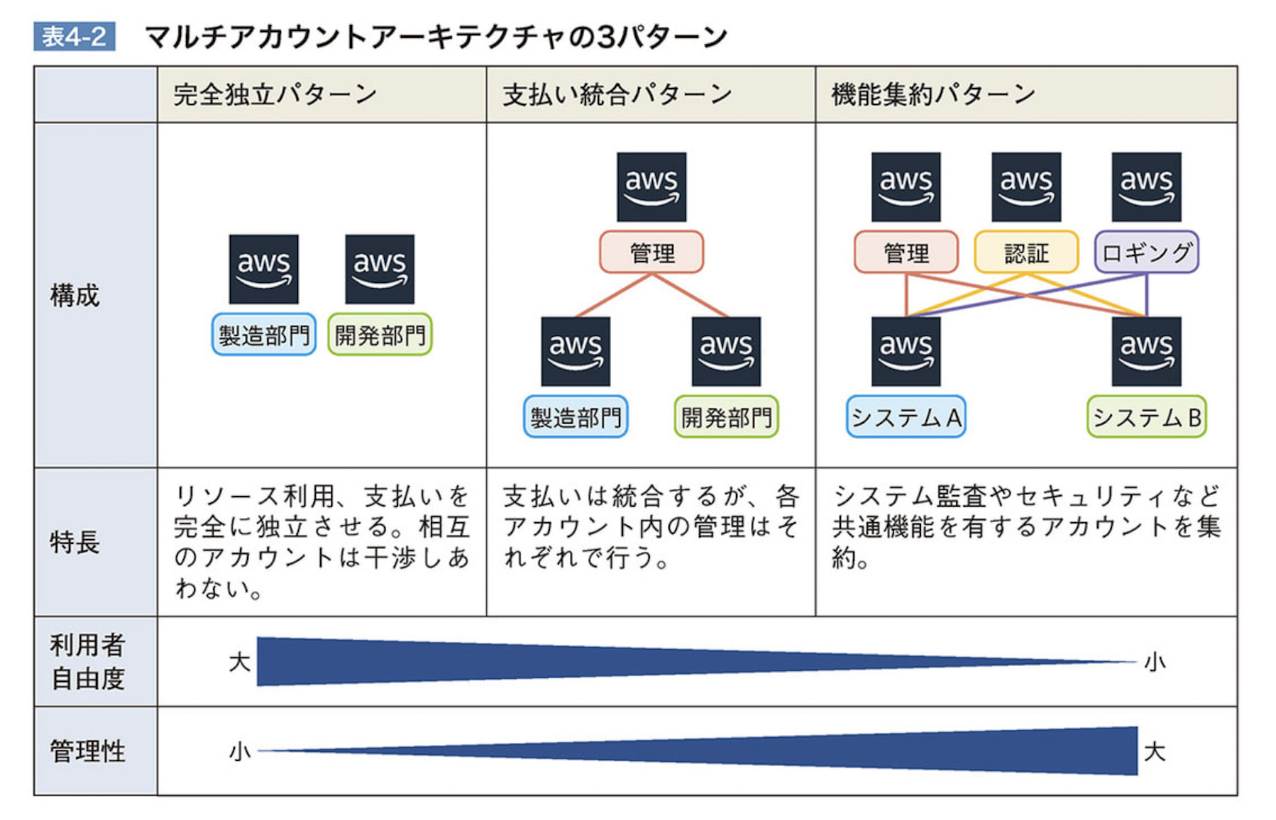 表4-2 マルチアカウントアーキテクチャの3パターン
完全独立パターン
支払い統合パターン
機能集約パターン
構成
aws
aws
製造部門
開発部門
aws
管理
aws
aws
製造部門
開発部門
aws
aws
aws
管理
認証
ロギング
aws
aws
システムA
システムB
特長
リソース利用、支払いを
完全に独立させる。相互
のアカウントは干渉しあ
わない。
支払いは統合するが、各
アカウント内の管理はそ
れぞれで行う。
システム監査やセキュリティなど
共通機能を有するアカウントを集
約。
利用者
自由度
大
小
管理性
小
大